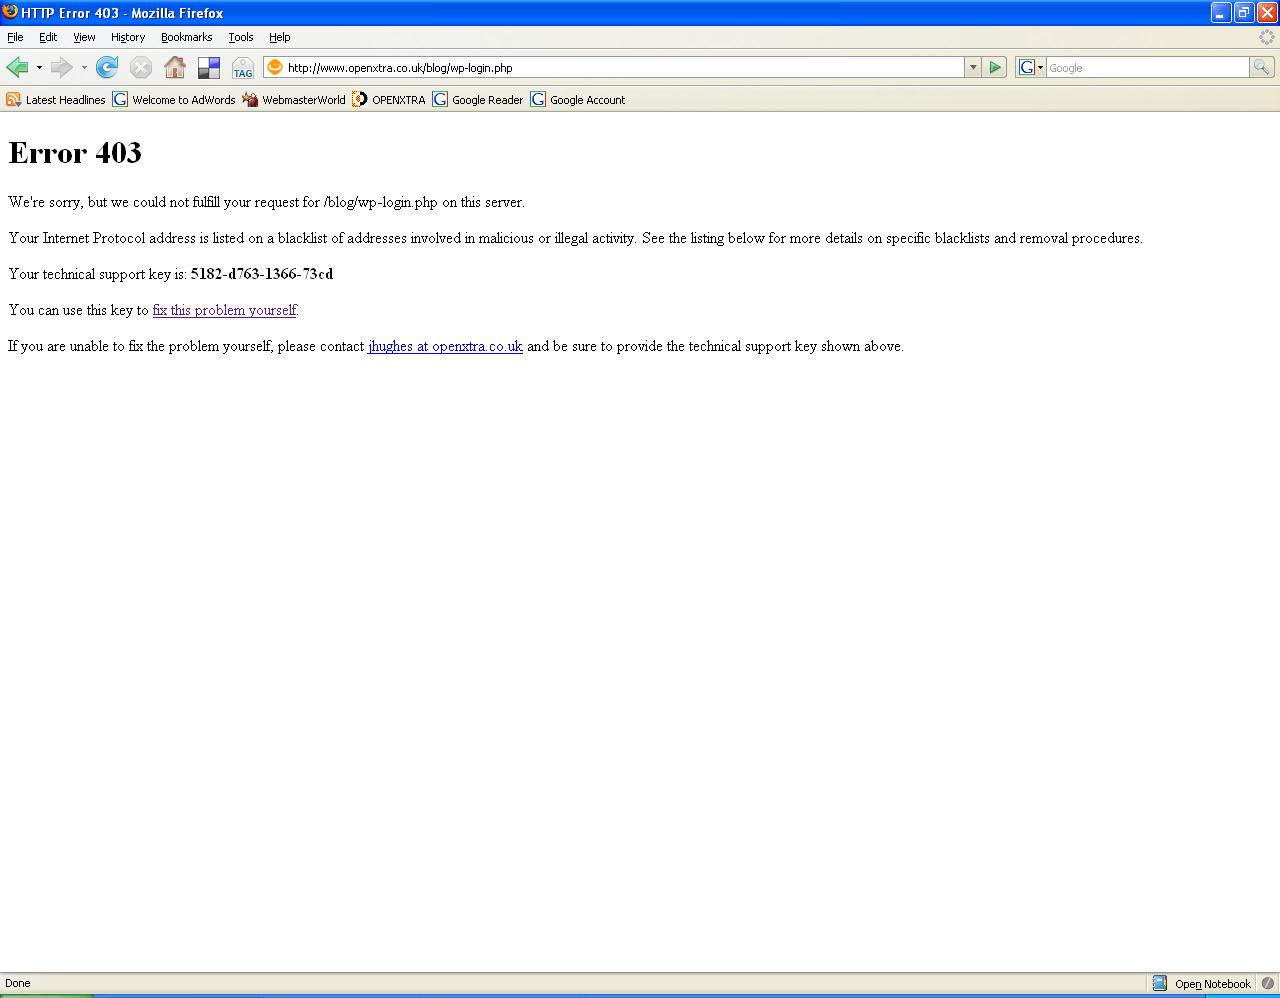 HTTP Error 403 - Mozilla Firefox
File Edit View History Bookmarks Tools Help
TAG http://www.openxtra.co.uk/blog/wp-login.php G Google
Latest Headlines G Welcome to AdWords WebmasterWorld OPENXTRA G Google Reader G Google Account
Error 403
We're sorry, but we could not fulfill your request for /blog/wp-login.php on this server.
Your Internet Protocol address is listed on a blacklist of addresses involved in malicious or illegal activity. See the listing below for more details on specific blacklists and removal procedures.
Your technical support key is: 5182-d763-1366-73cd
You can use this key to fix this problem yourself.
If you are unable to fix the problem yourself, please contact jhughes at openxtra.co.uk and be sure to provide the technical support key shown above.
Done Open Notebook